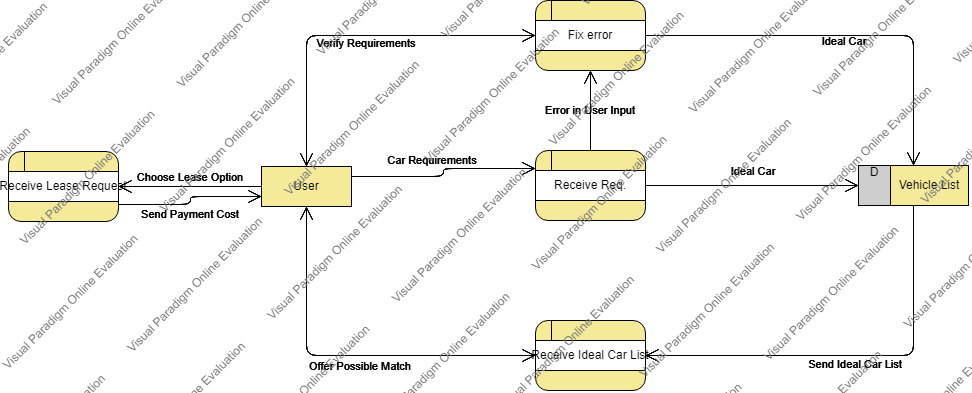 Fix error
Verify Requirements
Ideal Car
Error in User Input
Car Requirements
Choose Lease Option
Receive Lease Reques
User
Receive Req.
Ideal Car
D
Vehicle List
Send Payment Cost
Receive Ideal Car List
Offer Possible Match
Send Ideal Car List
Visual Paradigm Online Evaluation